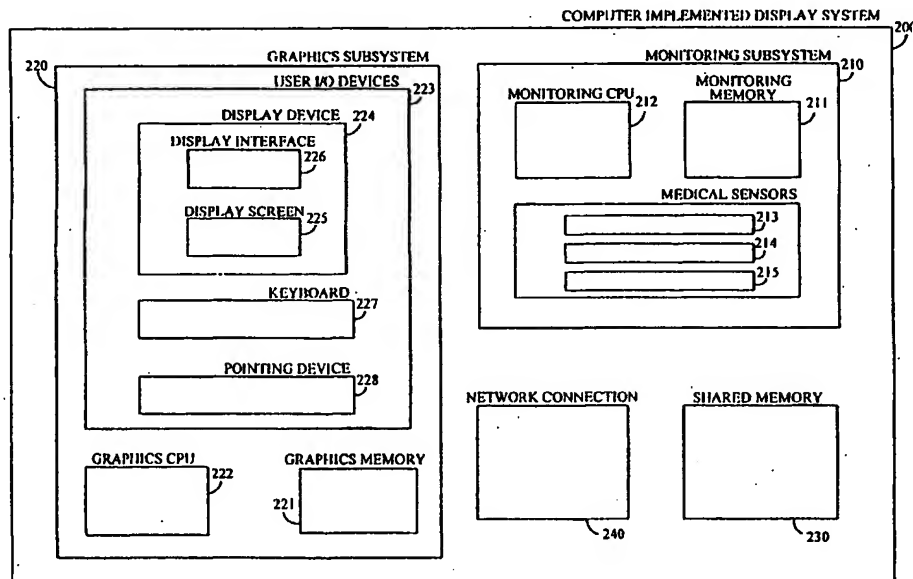 COMPUTER IMPLEMENTED DISPLAY SYSTEM
200
GRAPHICS SUBSYSTEM
220
USER I/O DEVICES
223
DISPLAY DEVICE
224
DISPLAY INTERFACE
226
DISPLAY SCREEN
225
KEYBOARD
227
POINTING DEVICE
228
GRAPHICS CPU
222
GRAPHICS MEMORY
221
MONITORING SUBSYSTEM
210
MONITORING CPU
212
MONITORING
MEMORY
211
MEDICAL SENSORS
213
214
215
NETWORK CONNECTION
240
SHARED MEMORY
230